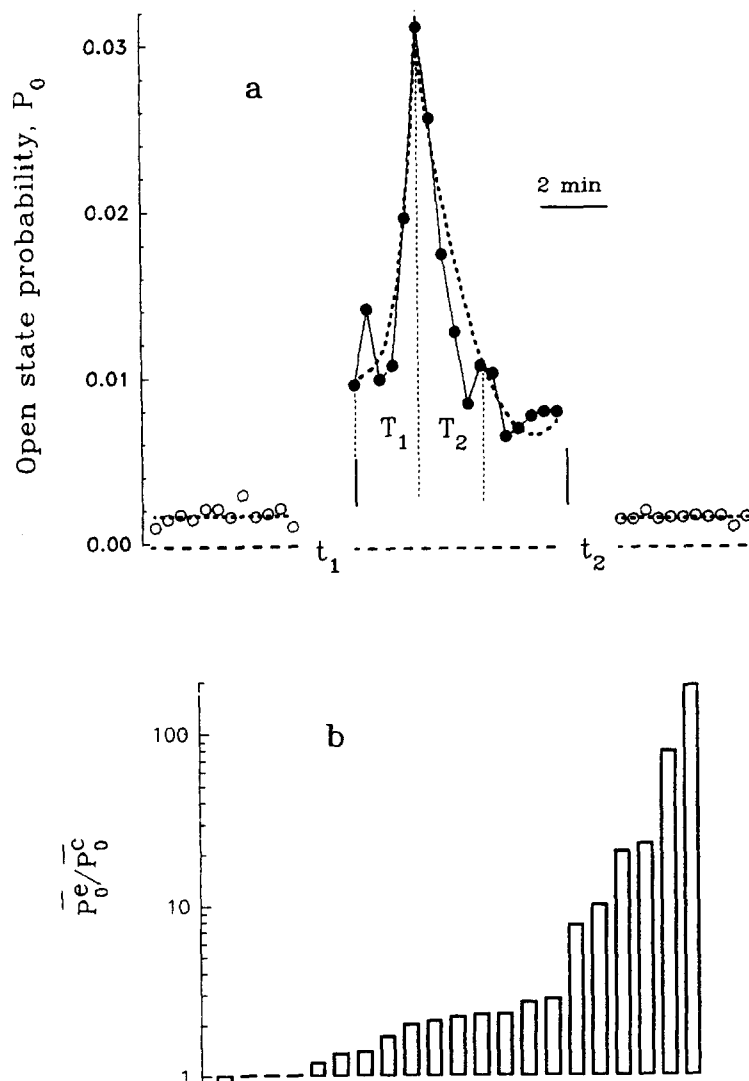 0.03
a
Open state probability, P0
2 min
0.02
0.01
T1
T2
0.00
t1
t2
100
b
P0e/P0c
10
1